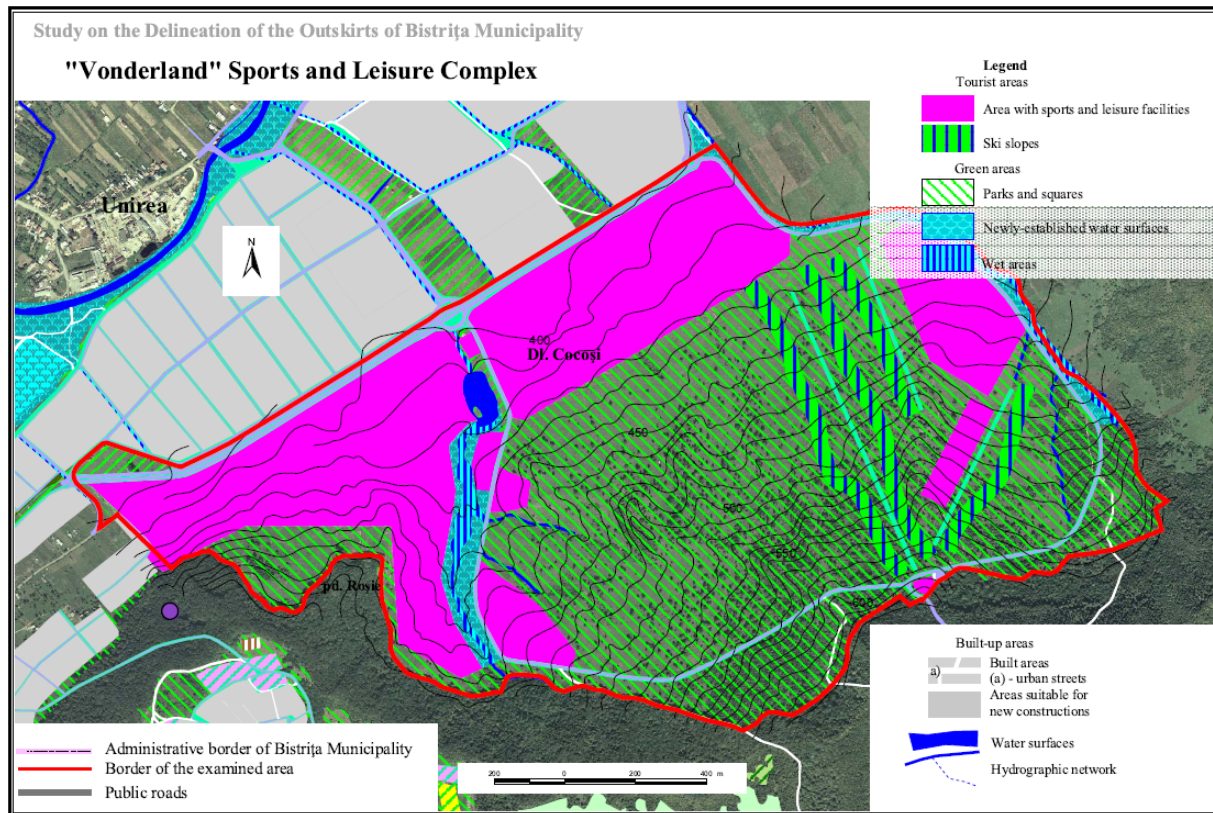 Study on the Delineation of the Outskirts of Bistrița Municipality
"Vonderland" Sports and Leisure Complex
Legend
Tourist areas
Area with sports and leisure facilities
Ski slopes
Green areas
Parks and squares
Newly-established water surfaces
Wet areas
Unirea
N
400
Dl. Cocoși
450
500
550
600
pd. Rosie
Built-up areas
a)
Built areas
(a) - urban streets
Areas suitable for
new constructions
Water surfaces
Hydrographic network
Administrative border of Bistrița Municipality
Border of the examined area
Public roads
200 0 200 400 m